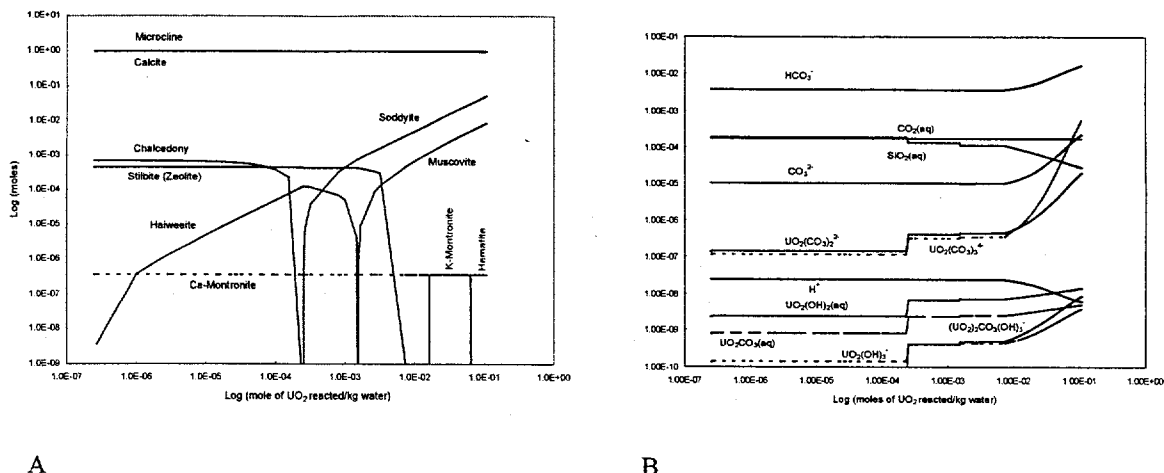 1.0E+01
1.0E+00
1.0E-01
1.0E-02
1.0E-03
1.0E-04
1.0E-05
1.0E-06
1.0E-07
1.0E-08
1.0E-09
Log (moles)
Microcline
Calcite
Soddyite
Chalcedony
Muscovite
Stilbite (Zeolite)
Haiweeite
K-Montronite
Hematite
Ca-Montronite
1.0E-07 1.0E-06 1.0E-05 1.0E-04 1.0E-03 1.0E-02 1.0E-01 1.0E+00
Log (mole of UO2 reacted/kg water)
A
1.00E-01
1.00E-02
1.00E-03
1.00E-04
1.00E-05
1.00E-06
1.00E-07
1.00E-08
1.00E-09
1.00E-10
HCO3-
CO2(aq)
SiO2(aq)
CO32-
UO2(CO3)22-
UO2(CO3)34-
H+
UO2(OH)2(aq)
(UO2)2CO3(OH)3-
UO2CO3(aq)
UO2(OH)3-
1.00E-07 1.00E-06 1.00E-05 1.00E-04 1.00E-03 1.00E-02 1.00E-01 1.00E+00
Log (moles of UO2 reacted/kg water)
B